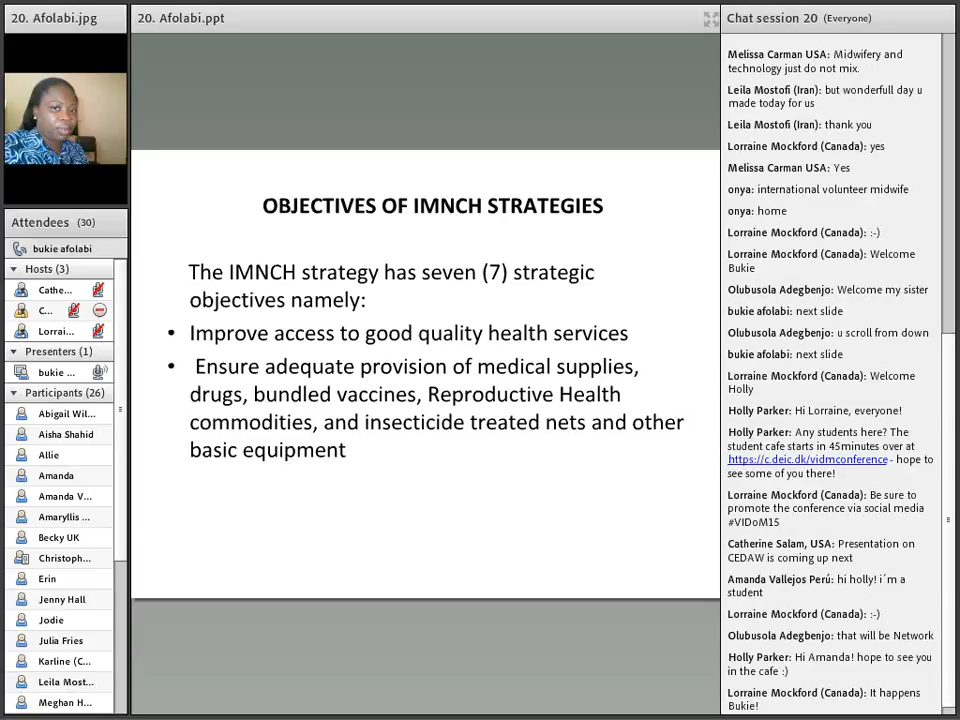 20. Afolabi.jpg
Attendees (30)
bukie afolabi
Hosts (3)
Cathe...
C...
Lorrai...
Presenters (1)
bukie ...
Participants (26)
Abigail Wil...
Aisha Shahid
Allie
Amanda
Amanda V...
Amaryllis ...
Becky UK
Christoph...
Erin
Jenny Hall
Jodie
Julia Fries
Karline (C...
Leila Most...
Meghan H...
20. Afolabi.ppt
OBJECTIVES OF IMNCH STRATEGIES
The IMNCH strategy has seven (7) strategic
objectives namely:
• Improve access to good quality health services
• Ensure adequate provision of medical supplies,
drugs, bundled vaccines, Reproductive Health
commodities, and insecticide treated nets and other
basic equipment
Chat session 20 (Everyone)
Melissa Carman USA: Midwifery and
technology just do not mix.
Leila Mostofi (Iran): but wonderfull day u
made today for us
Leila Mostofi (Iran): thank you
Lorraine Mockford (Canada): yes
Melissa Carman USA: Yes
onya: international volunteer midwife
onya: home
Lorraine Mockford (Canada): :-)
Lorraine Mockford (Canada): Welcome
Bukie
Olubusola Adegbenjo: Welcome my sister
bukie afolabi: next slide
Olubusola Adegbenjo: u scroll from down
bukie afolabi: next slide
Lorraine Mockford (Canada): Welcome
Holly
Holly Parker: Hi Lorraine, everyone!
Holly Parker: Any students here? The
student cafe starts in 45minutes over at
https://c.deic.dk/vidmconference - hope to
see some of you there!
Lorraine Mockford (Canada): Be sure to
promote the conference via social media
#VIDoM15
Catherine Salam, USA: Presentation on
CEDAW is coming up next
Amanda Vallejos Perú: hi holly! i´m a
student
Lorraine Mockford (Canada): :-)
Olubusola Adegbenjo: that will be Network
Holly Parker: Hi Amanda! hope to see you
in the cafe :)
Lorraine Mockford (Canada): It happens
Bukie!